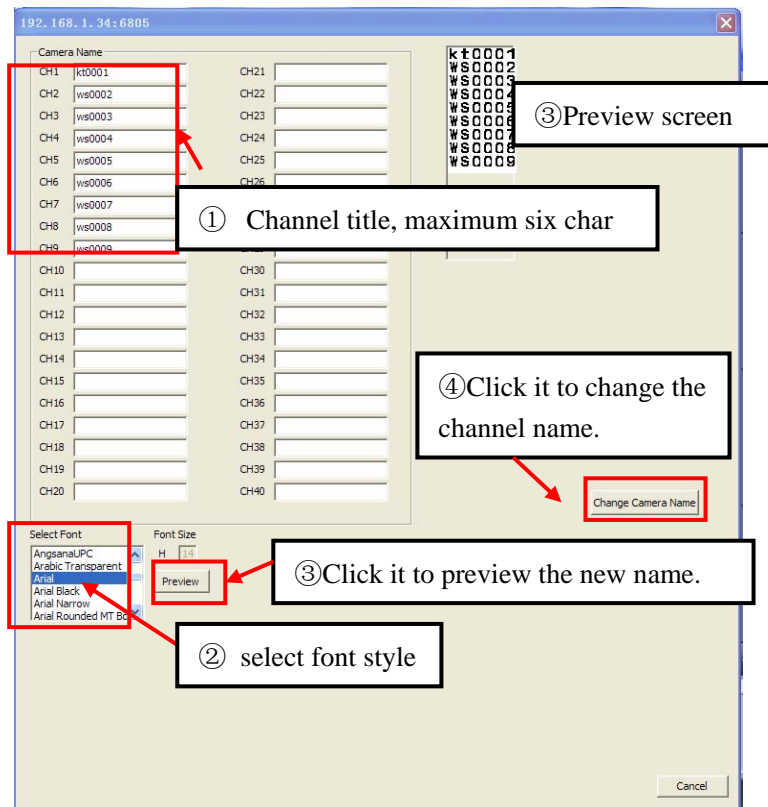 192.168.1.34:6805
Camera Name
CH1 kt0001
CH2 ws0002
CH3 ws0003
CH4 ws0004
CH5 ws0005
CH6 ws0006
CH7 ws0007
CH8 ws0008
CH9 ws0009
CH10
CH11
CH12
CH13
CH14
CH15
CH16
CH17
CH18
CH19
CH20
CH21
CH22
CH23
CH24
CH25
CH26
CH30
CH31
CH32
CH33
CH34
CH35
CH36
CH37
CH38
CH39
CH40
kt0001
WS0002
WS0003
WS0004
WS0005
WS0006
WS0007
WS0008
WS0009
③Preview screen
① Channel title, maximum six char
④Click it to change the
channel name.
Change Camera Name
Select Font
AngsanaUPC
Arabic Transparent
Arial
Arial Black
Arial Narrow
Arial Rounded MT Bo
Font Size
H 14
Preview
③Click it to preview the new name.
② select font style
Cancel